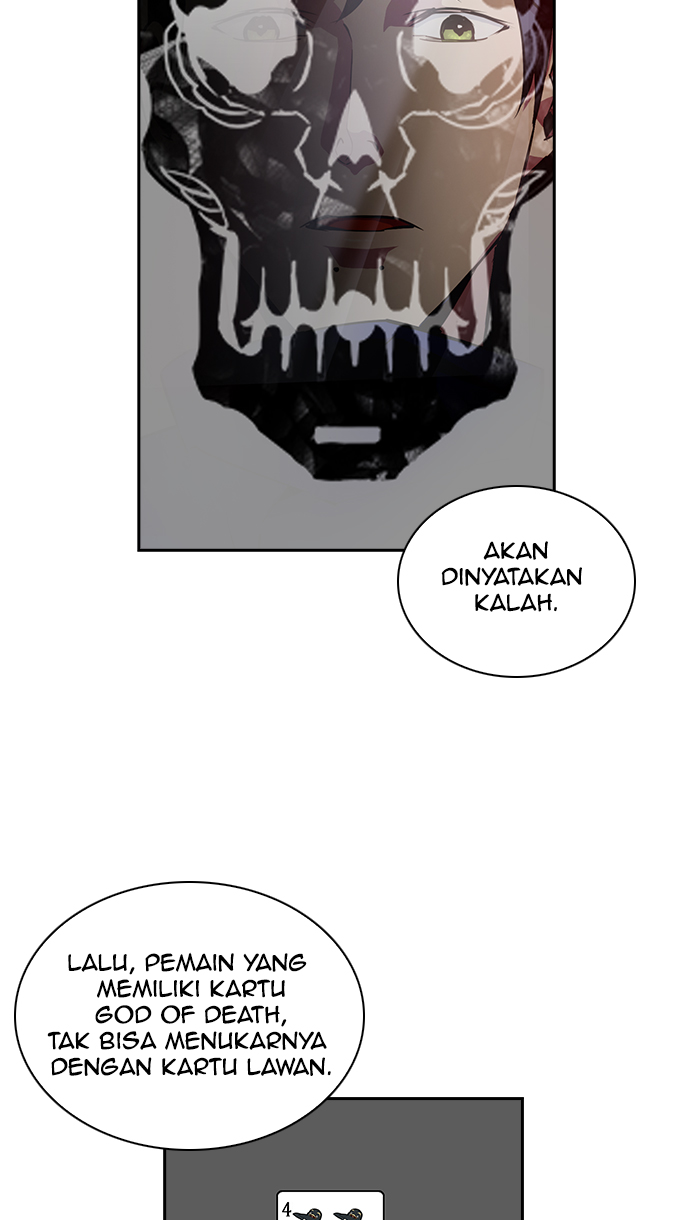 AKAN
DINYATAKAN
KALAH.
LALU, PEMAIN YANG
MEMILIKI KARTU
GOD OF DEATH,
TAK BISA MENUKARNYA
DENGAN KARTU LAWAN.
4